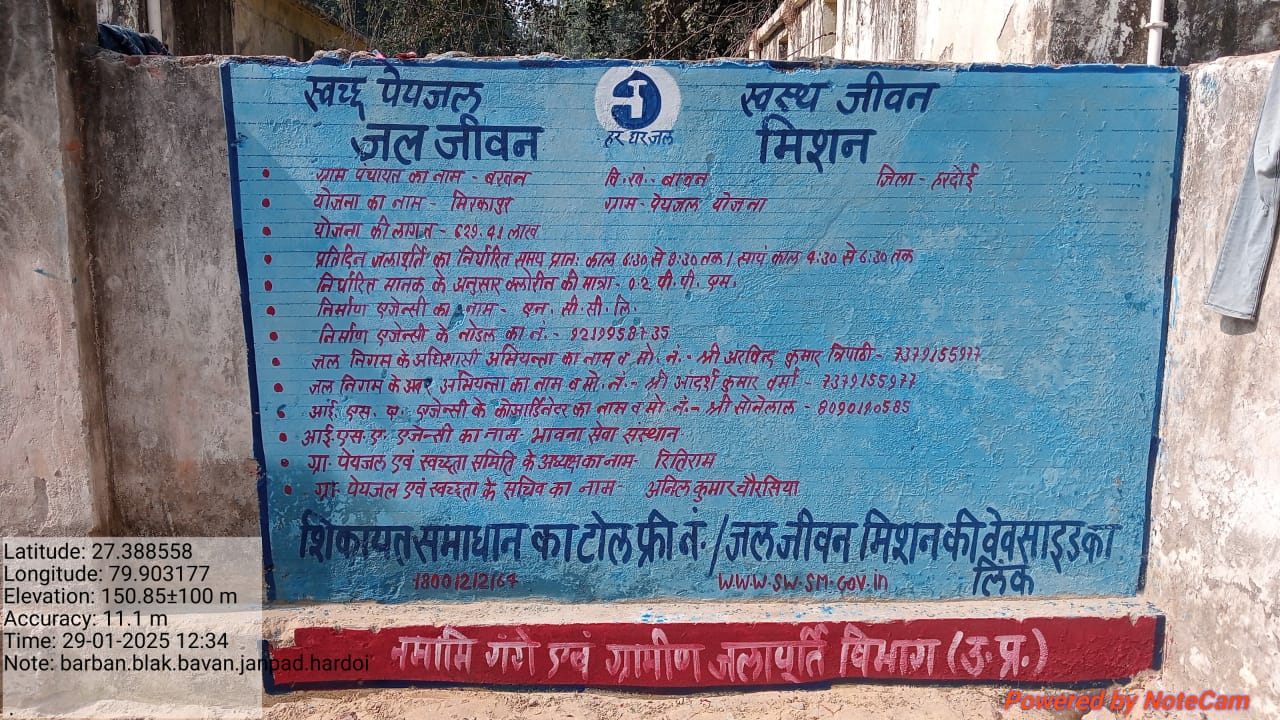 स्वच्छ पेयजल स्वस्थ जीवन
जल जीवन मिशन
हर घर जल
ग्राम पंचायत का नाम - बरवन वि.ख.- बावन जिला - हरदोई
योजना का नाम - मिरकापुर ग्राम - पेयजल योजना
योजना की लागत - 629.41 लाख
प्रतिदिन जलापूर्ति का निर्धारित समय प्रातः काल 6:30 से 8:30 तक / सायं काल 4:30 से 6:30 तक
निर्धारित मानक के अनुसार क्लोरीन की मात्रा - 0.2 पी. पी. एम.
निर्माण एजेन्सी का नाम - एन. सी. सी. लि.
निर्माण एजेन्सी के नोडल का नं. -
जल निगम के अधिशासी अभियन्ता का नाम व मो. नं. - श्री अरविन्द कुमार त्रिपाठी - 7379155977
जल निगम के अवर अभियन्ता का नाम व मो. नं. - श्री आदर्श कुमार वर्मा - 7379155977
आई. एस. ए. एजेन्सी के कोआर्डिनेटर का नाम व मो. नं. - श्री सोनेलाल - 8090190585
आई.एस.ए. एजेन्सी का नाम - भावना सेवा संस्थान
ग्रा. पेयजल एवं स्वच्छता समिति के अध्यक्ष का नाम - रितिराम
ग्रा. पेयजल एवं स्वच्छता के सचिव का नाम - अनिल कुमार चौरसिया
शिकायत समाधान का टोल फ्री नं. / जल जीवन मिशन की वेवसाइड का लिंक
18001212164 www.sw-sm-gov.in
नमामि गंगे एवं ग्रामीण जलापूर्ति विभाग (उ.प्र.)
Latitude: 27.388558
Longitude: 79.903177
Elevation: 150.85±100 m
Accuracy: 11.1 m
Time: 29-01-2025 12:34
Note: barban.blak.bavan.janpad.hardoi
Powered by NoteCam